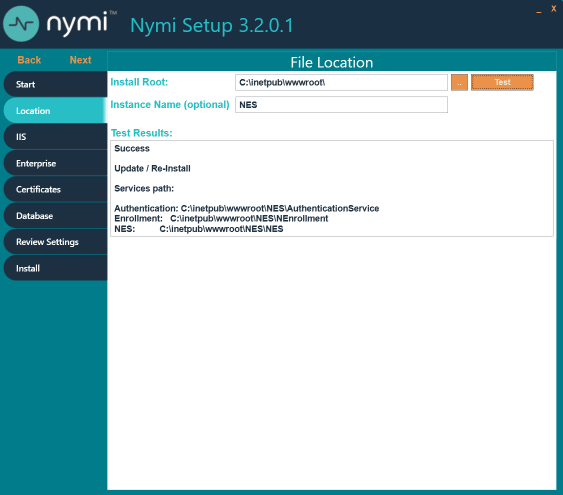 nymi™ Nymi Setup 3.2.0.1
_ X
Back Next
File Location
Start
Location
IIS
Enterprise
Certificates
Database
Review Settings
Install
Install Root: C:\inetpub\wwwroot\ .. Test
Instance Name (optional) NES
Test Results:
Success
Update / Re-Install
Services path:
Authentication: C:\inetpub\wwwroot\NES\AuthenticationService
Enrollment: C:\inetpub\wwwroot\NES\NEnrollment
NES: C:\inetpub\wwwroot\NES\NES